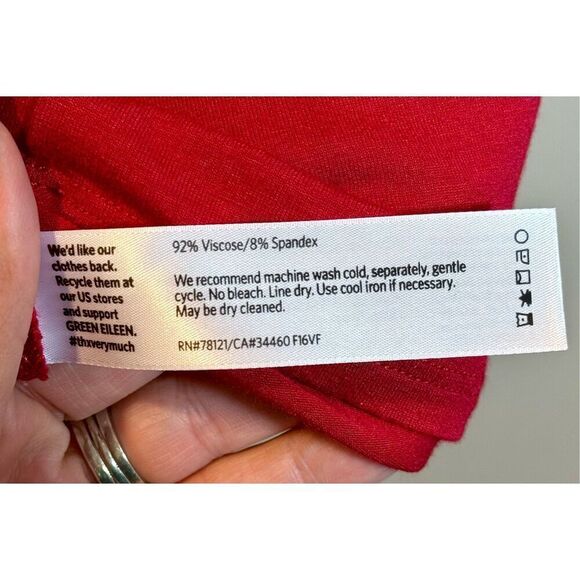 We'd like our
clothes back.
Recycle them at
our US stores
and support
GREEN EILEEN.
#thxverymuch
92% Viscose/8% Spandex
We recommend machine wash cold, separately, gentle
cycle. No bleach. Line dry. Use cool iron if necessary.
May be dry cleaned.
RN#78121/CA#34460 F16VF